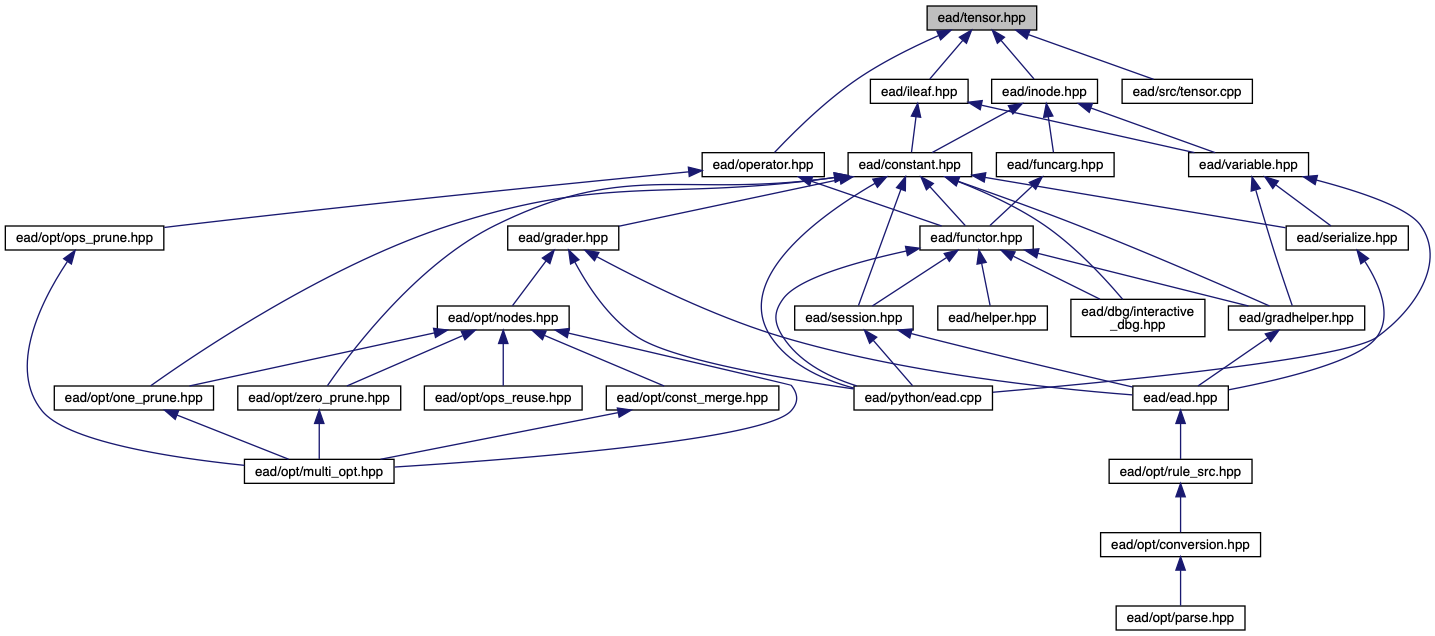 ead/tensor.hpp
ead/ileaf.hpp
ead/inode.hpp
ead/src/tensor.cpp
ead/operator.hpp
ead/constant.hpp
ead/funcarg.hpp
ead/variable.hpp
ead/opt/ops_prune.hpp
ead/grader.hpp
ead/functor.hpp
ead/serialize.hpp
ead/opt/nodes.hpp
ead/session.hpp
ead/helper.hpp
ead/dbg/interactive
_dbg.hpp
ead/gradhelper.hpp
ead/opt/one_prune.hpp
ead/opt/zero_prune.hpp
ead/opt/ops_reuse.hpp
ead/opt/const_merge.hpp
ead/python/ead.cpp
ead/ead.hpp
ead/opt/multi_opt.hpp
ead/opt/rule_src.hpp
ead/opt/conversion.hpp
ead/opt/parse.hpp